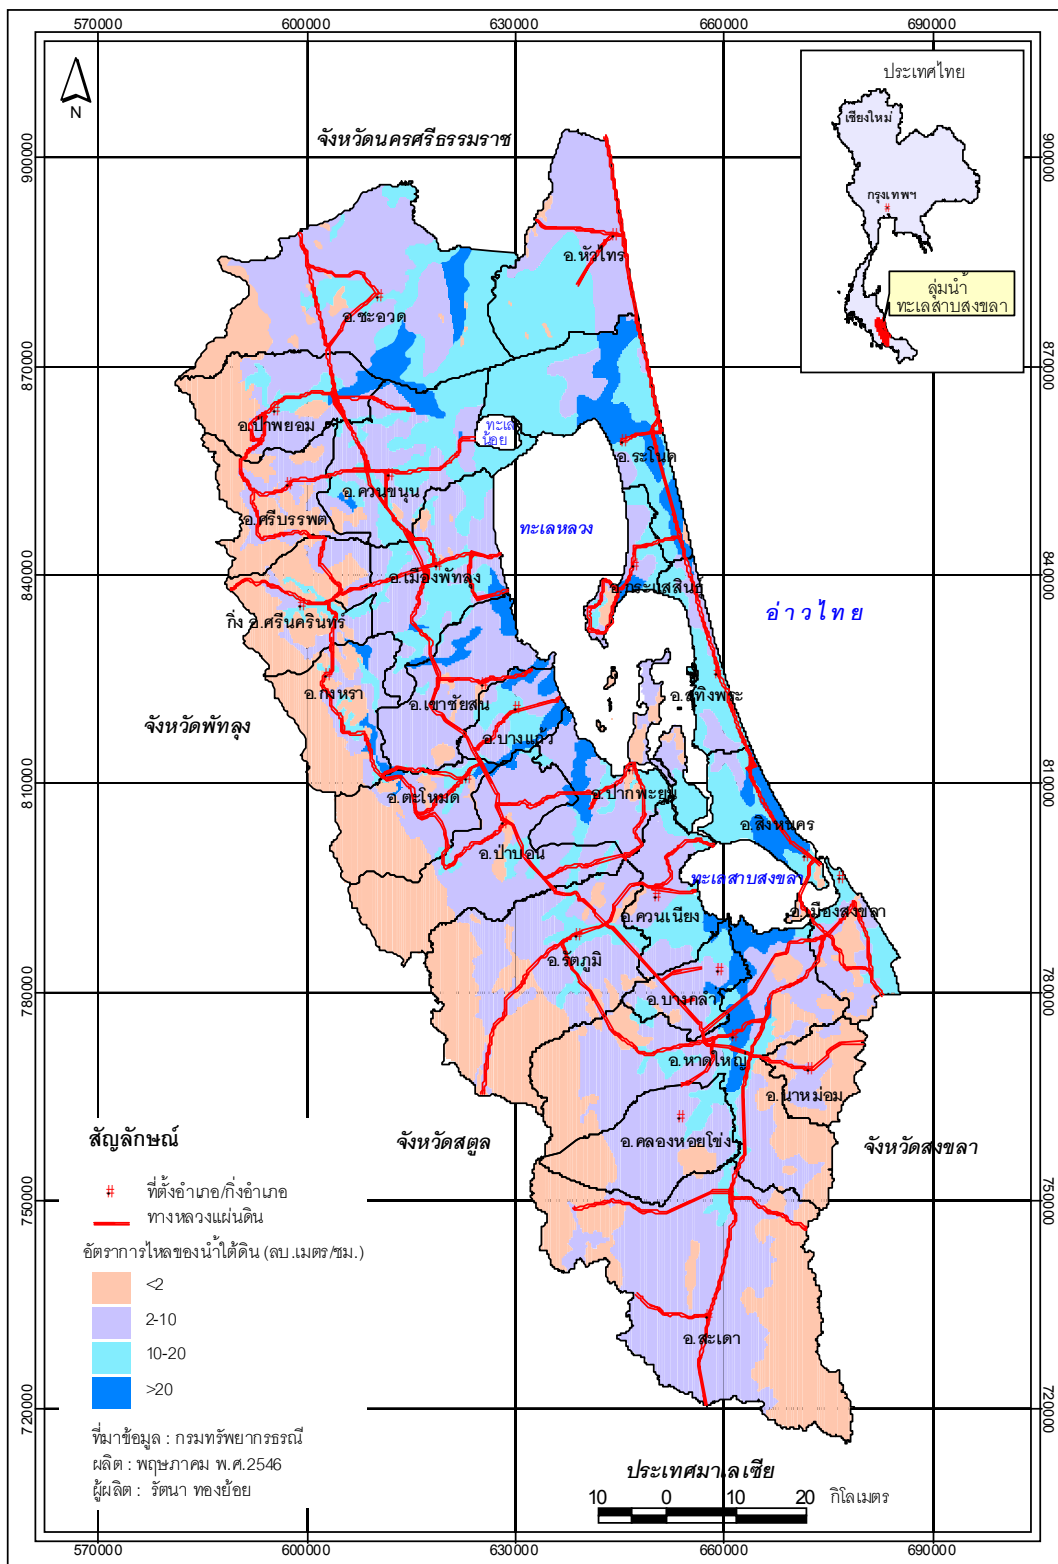 570000 600000 630000 660000 690000
ประเทศไทย
เชียงใหม่
กรุงเทพฯ
ลุ่มน้ำ
ทะเลสาบสงขลา
N
จังหวัดนครศรีธรรมราช
900000 900000
อ.หัวไทร
อ.ชะอวด
870000 870000
อ.ป่าพยอม
ทะเล
น้อย
อ.ระโนด
อ.ควนขนุน
อ.ศรีบรรพต
ทะเลหลวง
840000 840000
อ.เมืองพัทลุง
อ.กระแสสินธุ์
อ่าวไทย
กิ่ง อ.ศรีนครินทร์
อ.กงหรา
อ.เขาชัยสน
อ.สทิงพระ
จังหวัดพัทลุง
อ.บางแก้ว
810000 810000
อ.ตะโหมด
อ.ปากพะยูน
อ.สิงหนคร
อ.ป่าบอน
ทะเลสาบสงขลา
อ.ควนเนียง
อ.เมืองสงขลา
อ.รัตภูมิ
780000 780000
อ.บางกล่ำ
อ.หาดใหญ่
อ.นาหม่อม
จังหวัดสตูล
อ.คลองหอยโข่ง
จังหวัดสงขลา
750000 750000
อ.สะเดา
720000 720000
ประเทศมาเลเซีย
สัญลักษณ์
ที่ตั้งอำเภอ/กิ่งอำเภอ
ทางหลวงแผ่นดิน
อัตราการไหลของน้ำใต้ดิน (ลบ.เมตร/ชม.)
<2
2-10
10-20
>20
ที่มาข้อมูล : กรมทรัพยากรธรณี
ผลิต : พฤษภาคม พ.ศ.2546
ผู้ผลิต : รัตนา ทองย้อย
10 0 10 20 กิโลเมตร
570000 600000 630000 660000 690000